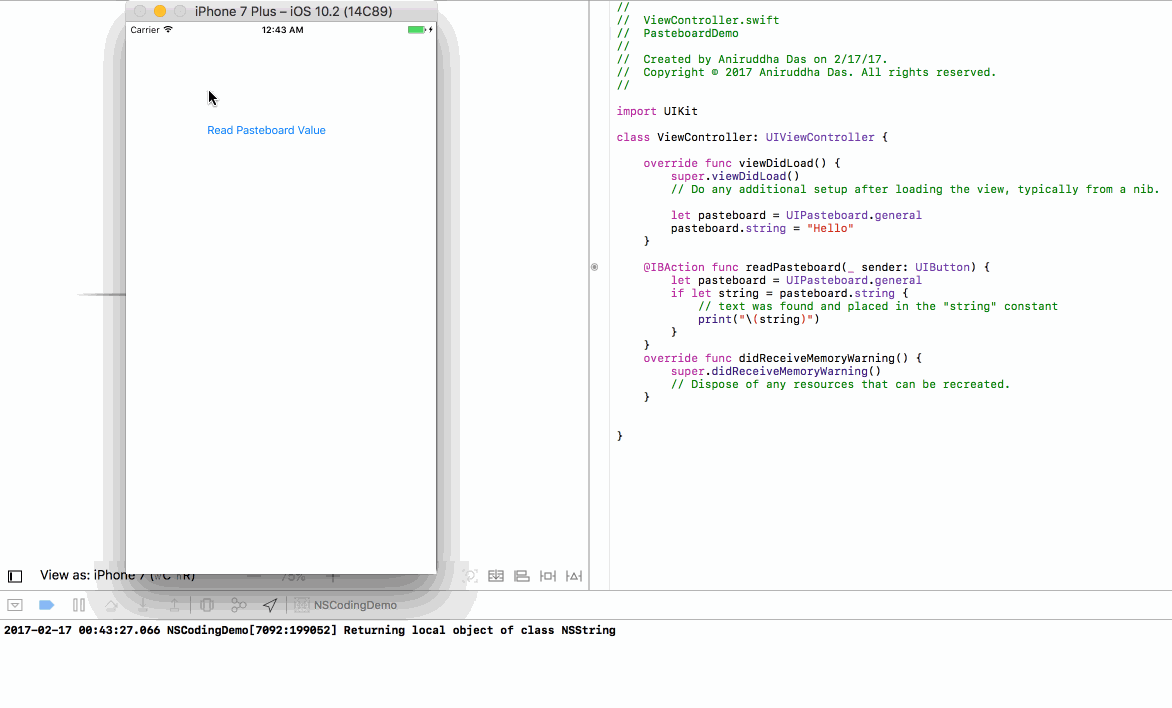 iPhone 7 Plus – iOS 10.2 (14C89)
Carrier
12:43 AM
Read Pasteboard Value
//
//  ViewController.swift
//  PasteboardDemo
//
//  Created by Aniruddha Das on 2/17/17.
//  Copyright © 2017 Aniruddha Das. All rights reserved.
//
import UIKit
class ViewController: UIViewController {
    override func viewDidLoad() {
        super.viewDidLoad()
        // Do any additional setup after loading the view, typically from a nib.
        let pasteboard = UIPasteboard.general
        pasteboard.string = "Hello"
    }
    @IBAction func readPasteboard(_ sender: UIButton) {
        let pasteboard = UIPasteboard.general
        if let string = pasteboard.string {
            // text was found and placed in the "string" constant
            print("\(string)")
        }
    }
    override func didReceiveMemoryWarning() {
        super.didReceiveMemoryWarning()
        // Dispose of any resources that can be recreated.
    }
}
View as: iPhone 7 (wC hR)
75%
NSCodingDemo
2017-02-17 00:43:27.066 NSCodingDemo[7092:199052] Returning local object of class NSString